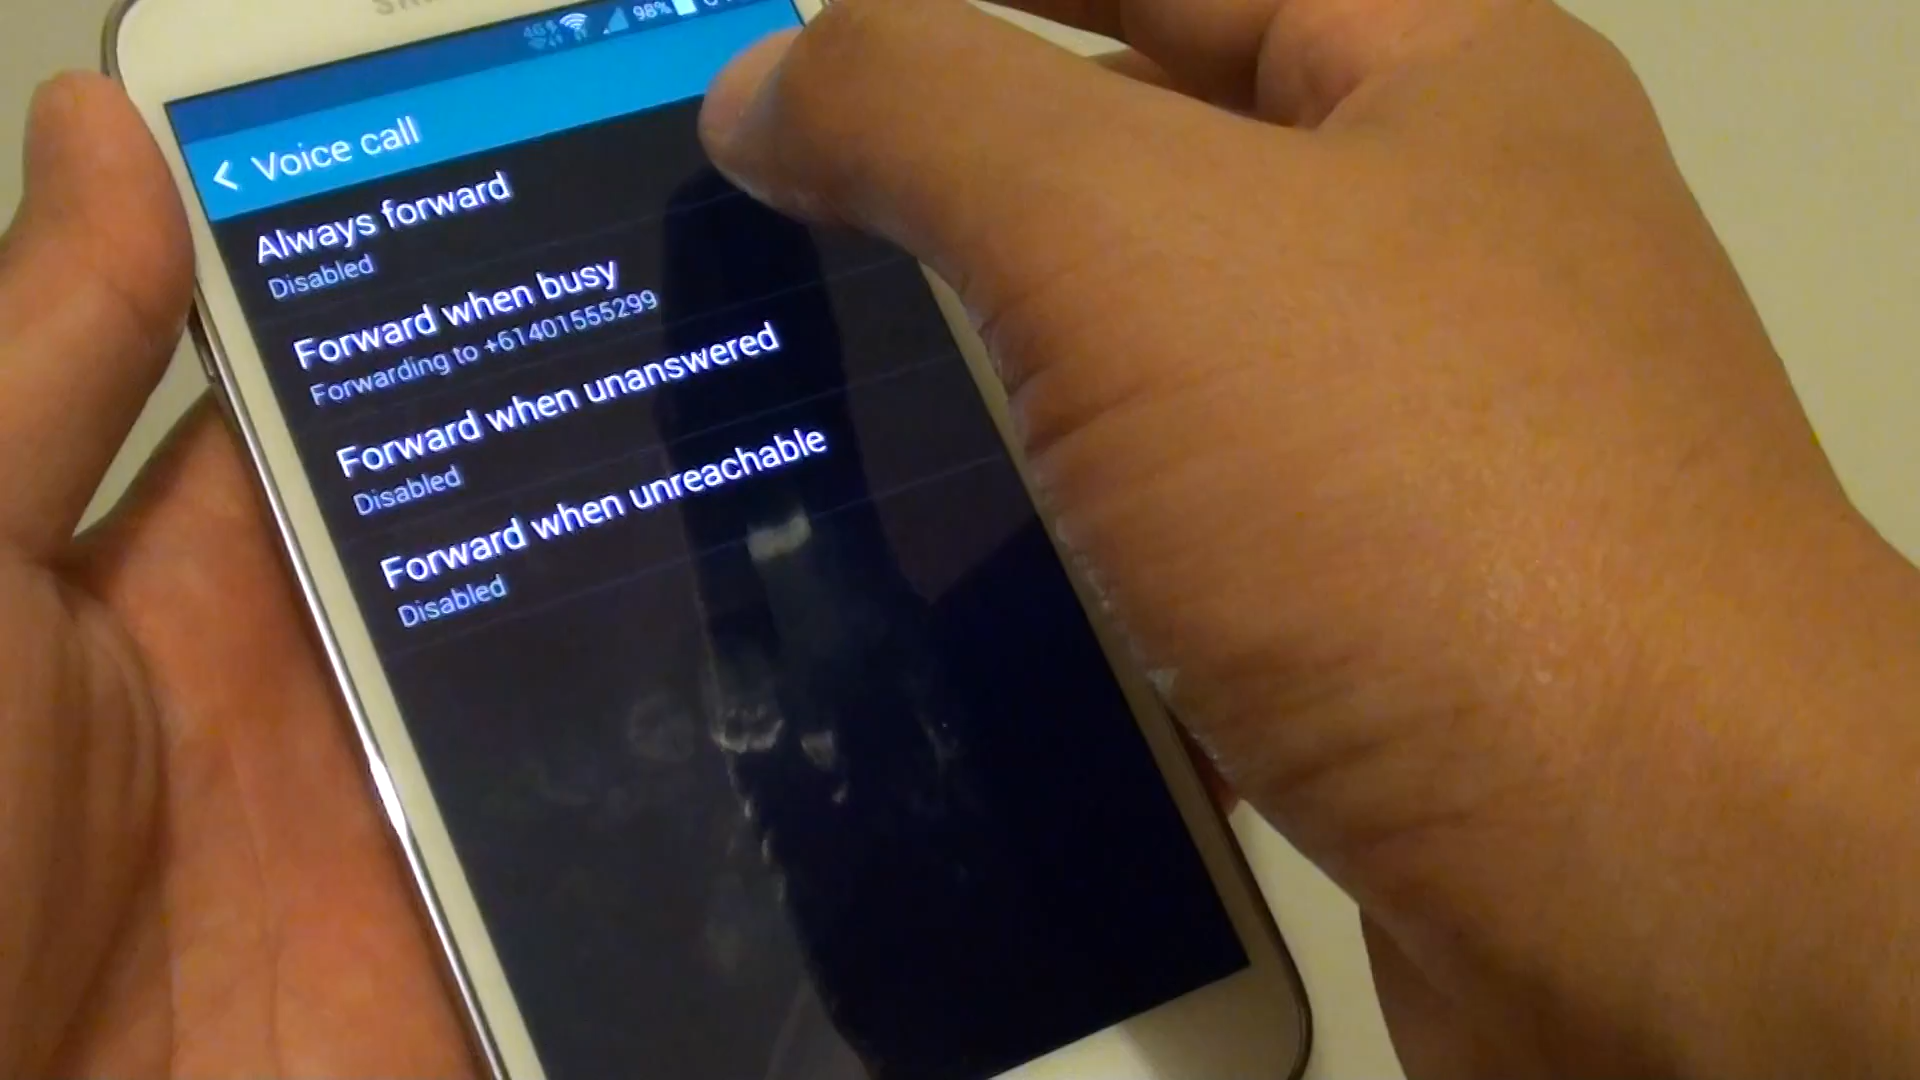 4G 98%
< Voice call
Always forward
Disabled
Forward when busy
Forwarding to +61401555299
Forward when unanswered
Disabled
Forward when unreachable
Disabled